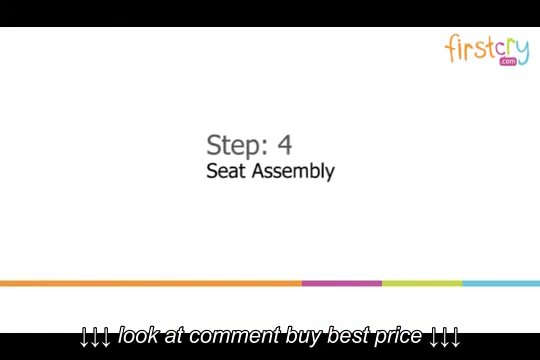 firstcry
.com
Step: 4
Seat Assembly
↓↓↓ look at comment buy best price ↓↓↓